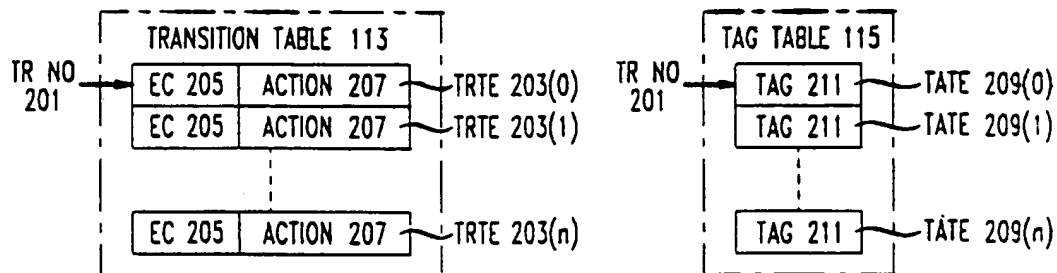 TRANSITION TABLE 113
TR NO
201
EC 205 ACTION 207 TRTE 203(0)
EC 205 ACTION 207 TRTE 203(1)
EC 205 ACTION 207 TRTE 203(n)
TAG TABLE 115
TR NO
201
TAG 211 TATE 209(0)
TAG 211 TATE 209(1)
TAG 211 TATE 209(n)